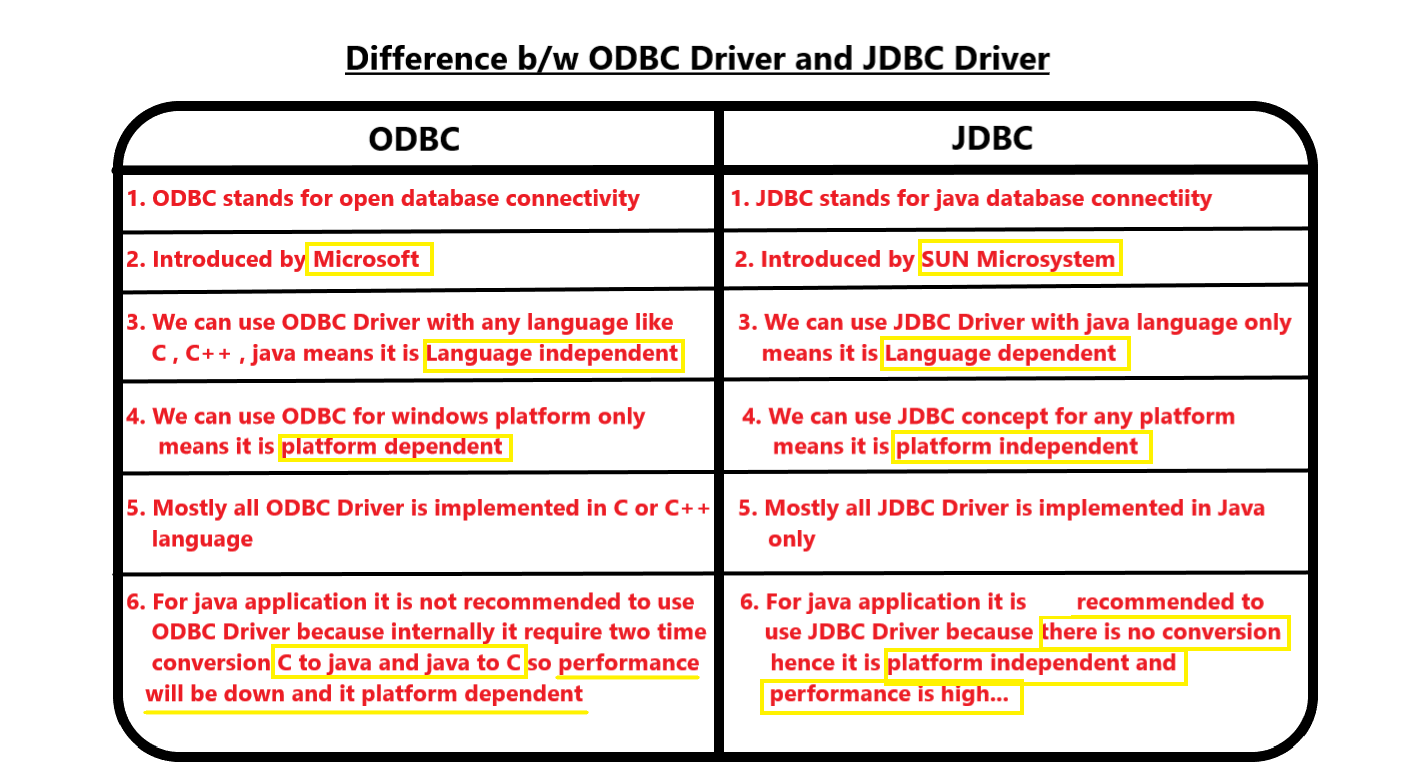 Difference b/w ODBC Driver and JDBC Driver
ODBC
JDBC
1. ODBC stands for open database connectivity
1. JDBC stands for java database connectiity
2. Introduced by Microsoft
2. Introduced by SUN Microsystem
3. We can use ODBC Driver with any language like
C , C++ , java means it is Language independent
3. We can use JDBC Driver with java language only
means it is Language dependent
4. We can use ODBC for windows platform only
means it is platform dependent
4. We can use JDBC concept for any platform
means it is platform independent
5. Mostly all ODBC Driver is implemented in C or C++
language
5. Mostly all JDBC Driver is implemented in Java
only
6. For java application it is not recommended to use
ODBC Driver because internally it require two time
conversion C to java and java to C so performance
will be down and it platform dependent
6. For java application it is recommended to
use JDBC Driver because there is no conversion
hence it is platform independent and
performance is high...